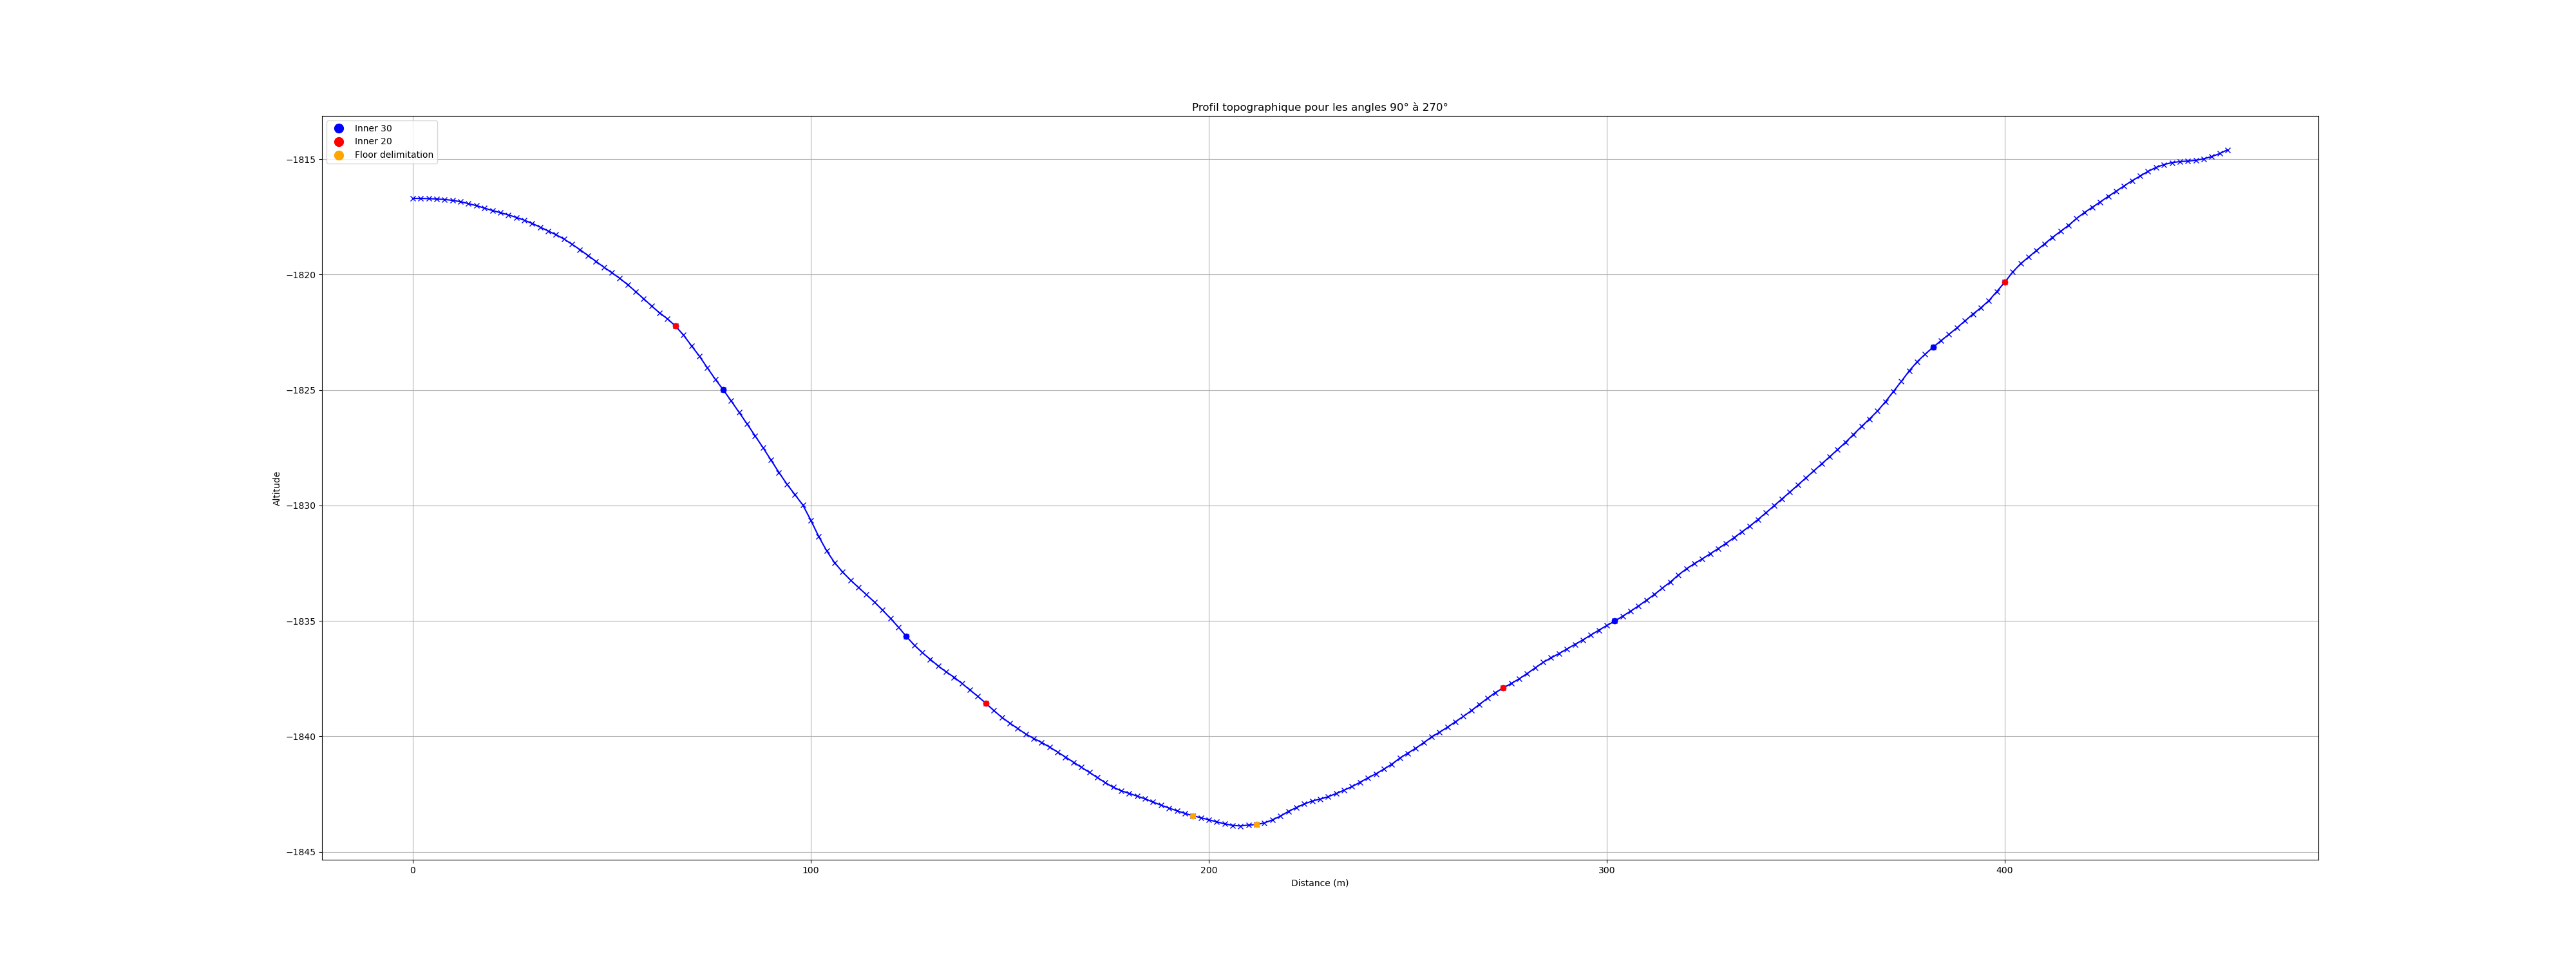 Profil topographique pour les angles 90° à 270°
Inner 30
Inner 20
Floor delimitation
−1815
−1820
−1825
−1830
−1835
−1840
−1845
Altitude
0
100
200
300
400
Distance (m)